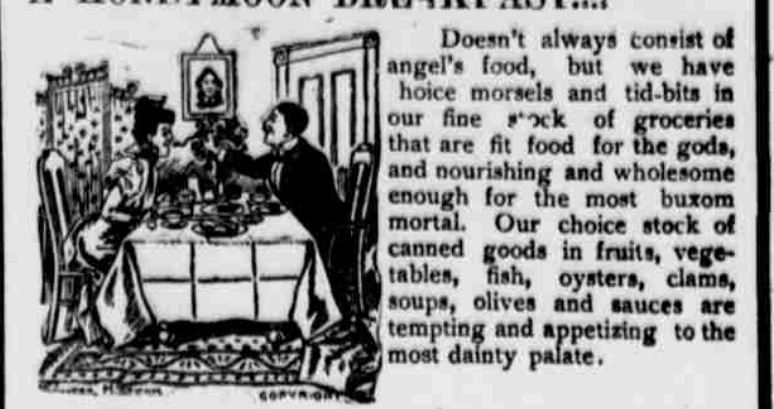 A HONEYMOON BREAKFAST...
Doesn't always consist of
angel's food, but we have
hoice morsels and tid-bits in
our fine stock of groceries
that are fit food for the gods,
and nourishing and wholesome
enough for the most buxom
mortal. Our choice stock of
canned goods in fruits, vege-
tables, fish, oysters, clams,
soups, olives and sauces are
tempting and appetizing to the
most dainty palate.
COPYRIGHT